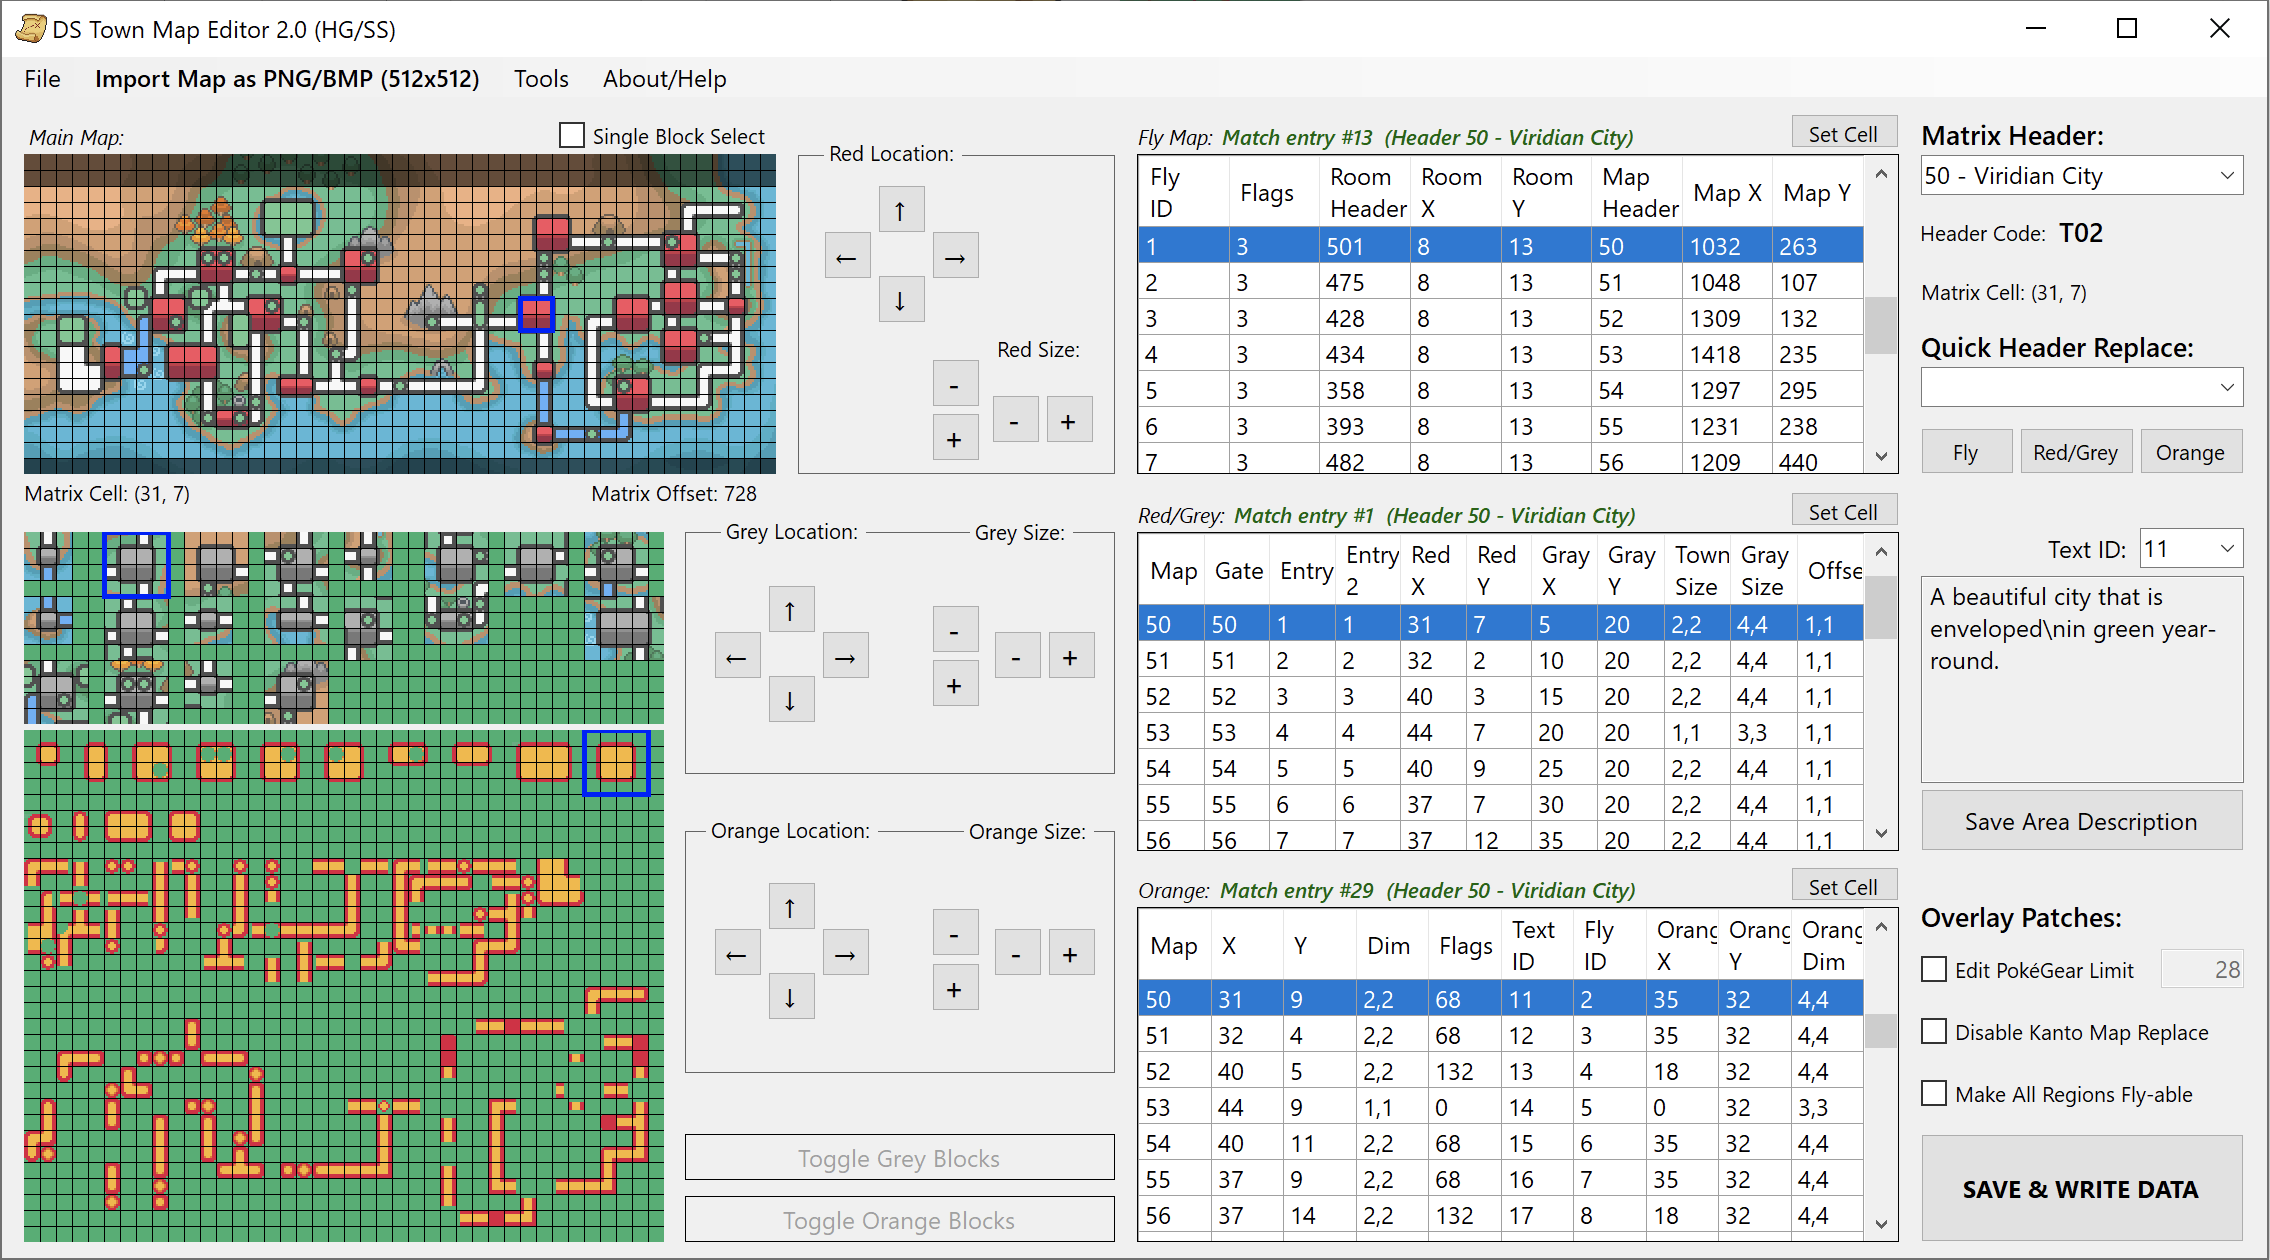 DS Town Map Editor 2.0 (HG/SS)
File Import Map as PNG/BMP (512x512) Tools About/Help
Main Map:
Single Block Select
Matrix Cell: (31, 7) Matrix Offset: 728
Red Location:
↑
← →
↓
Red Size:
-
+
- +
Grey Location: Grey Size:
↑
← →
↓
-
+
- +
Orange Location: Orange Size:
↑
← →
↓
-
+
- +
Toggle Grey Blocks
Toggle Orange Blocks
Fly Map: Match entry #13 (Header 50 - Viridian City) Set Cell
Fly ID Flags Room Header Room X Room Y Map Header Map X Map Y
1 3 501 8 13 50 1032 263
2 3 475 8 13 51 1048 107
3 3 428 8 13 52 1309 132
4 3 434 8 13 53 1418 235
5 3 358 8 13 54 1297 295
6 3 393 8 13 55 1231 238
7 3 482 8 13 56 1209 440
Red/Grey: Match entry #1 (Header 50 - Viridian City) Set Cell
Map Gate Entry Entry 2 Red X Red Y Gray X Gray Y Town Size Gray Size Offse
50 50 1 1 31 7 5 20 2,2 4,4 1,1
51 51 2 2 32 2 10 20 2,2 4,4 1,1
52 52 3 3 40 3 15 20 2,2 4,4 1,1
53 53 4 4 44 7 20 20 1,1 3,3 1,1
54 54 5 5 40 9 25 20 2,2 4,4 1,1
55 55 6 6 37 7 30 20 2,2 4,4 1,1
56 56 7 7 37 12 35 20 2,2 4,4 1,1
Orange: Match entry #29 (Header 50 - Viridian City) Set Cell
Map X Y Dim Flags Text ID Fly ID Orang X Orang Y Orang Dim
50 31 9 2,2 68 11 2 35 32 4,4
51 32 4 2,2 68 12 3 35 32 4,4
52 40 5 2,2 132 13 4 18 32 4,4
53 44 9 1,1 0 14 5 0 32 3,3
54 40 11 2,2 68 15 6 35 32 4,4
55 37 9 2,2 68 16 7 35 32 4,4
56 37 14 2,2 132 17 8 18 32 4,4
Matrix Header:
50 - Viridian City
Header Code: T02
Matrix Cell: (31, 7)
Quick Header Replace:
Fly Red/Grey Orange
Text ID: 11
A beautiful city that is
enveloped\nin green year-
round.
Save Area Description
Overlay Patches:
Edit PokéGear Limit 28
Disable Kanto Map Replace
Make All Regions Fly-able
SAVE & WRITE DATA